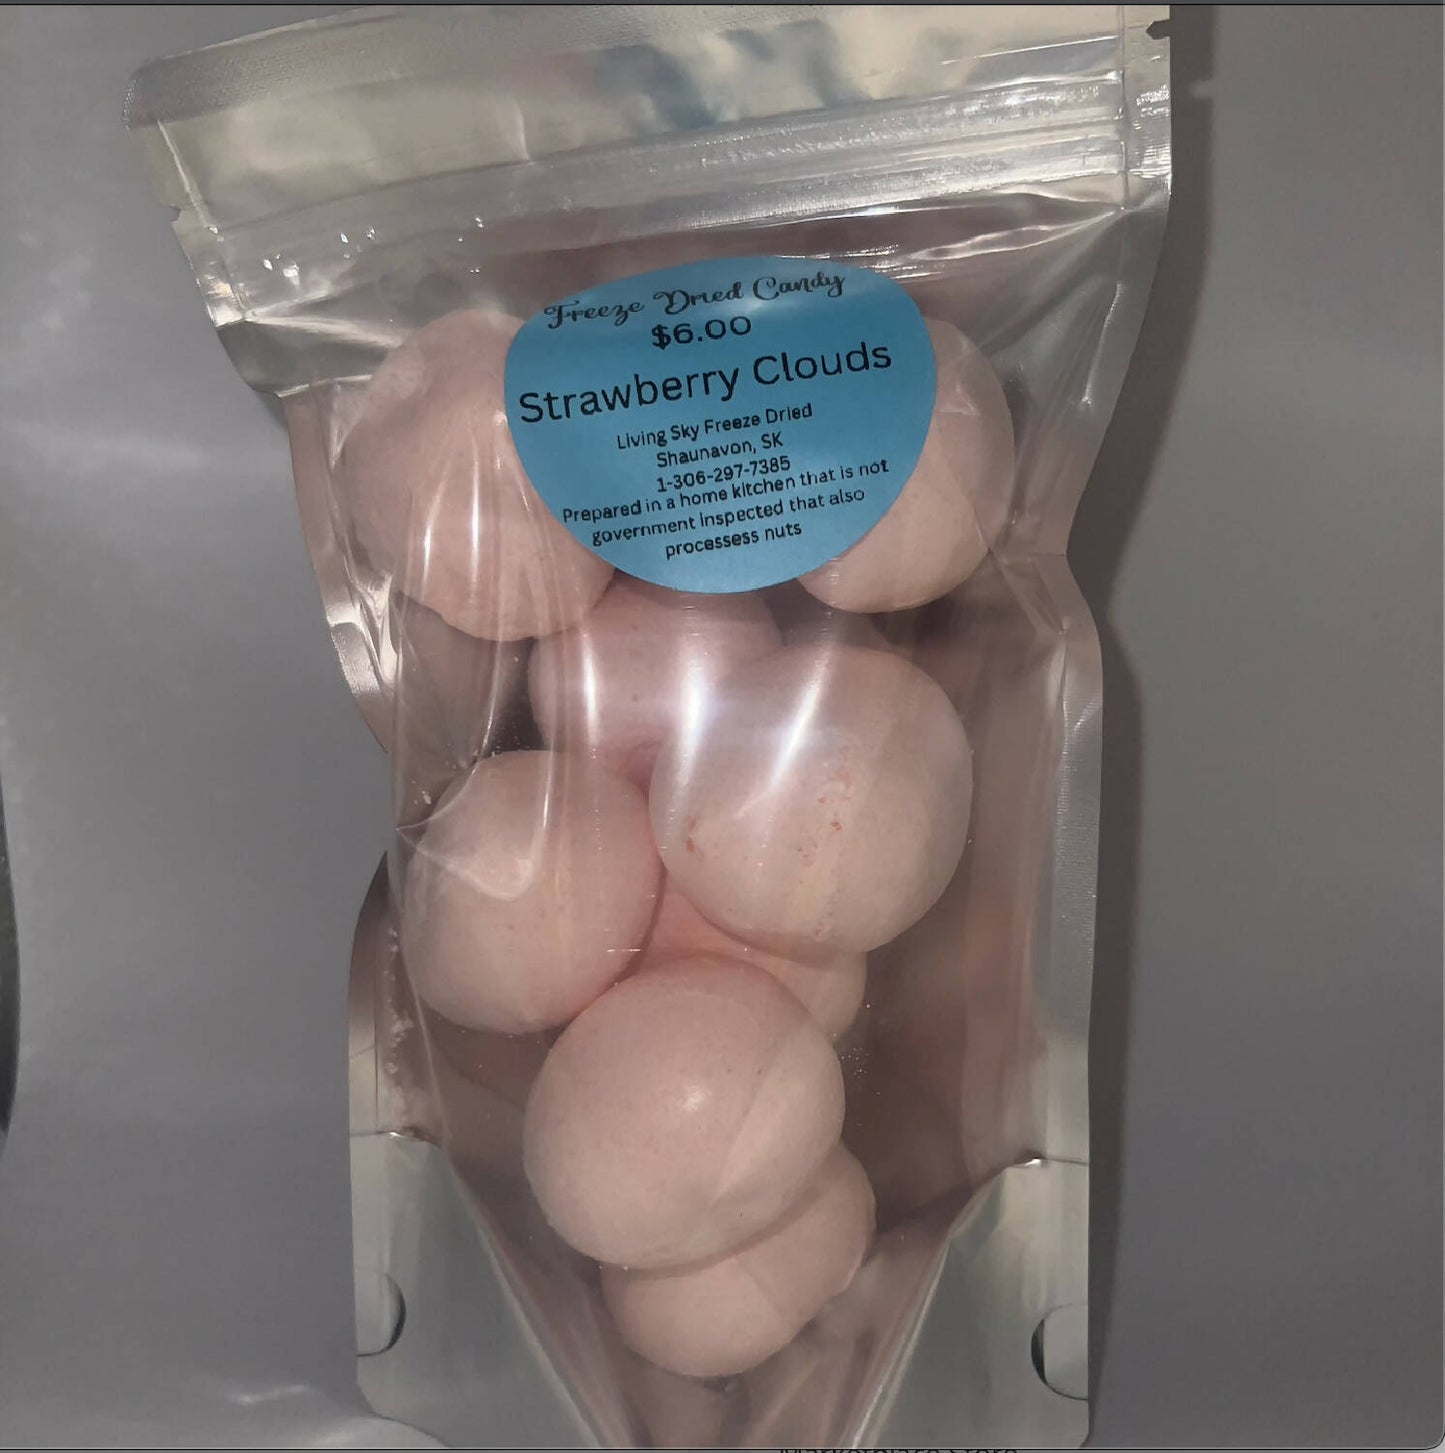 Freeze Dried Candy
$6.00
Strawberry Clouds
Living Sky Freeze Dried
Shaunavon, SK
1-306-297-7385
Prepared in a home kitchen that is not
government inspected that also
processess nuts